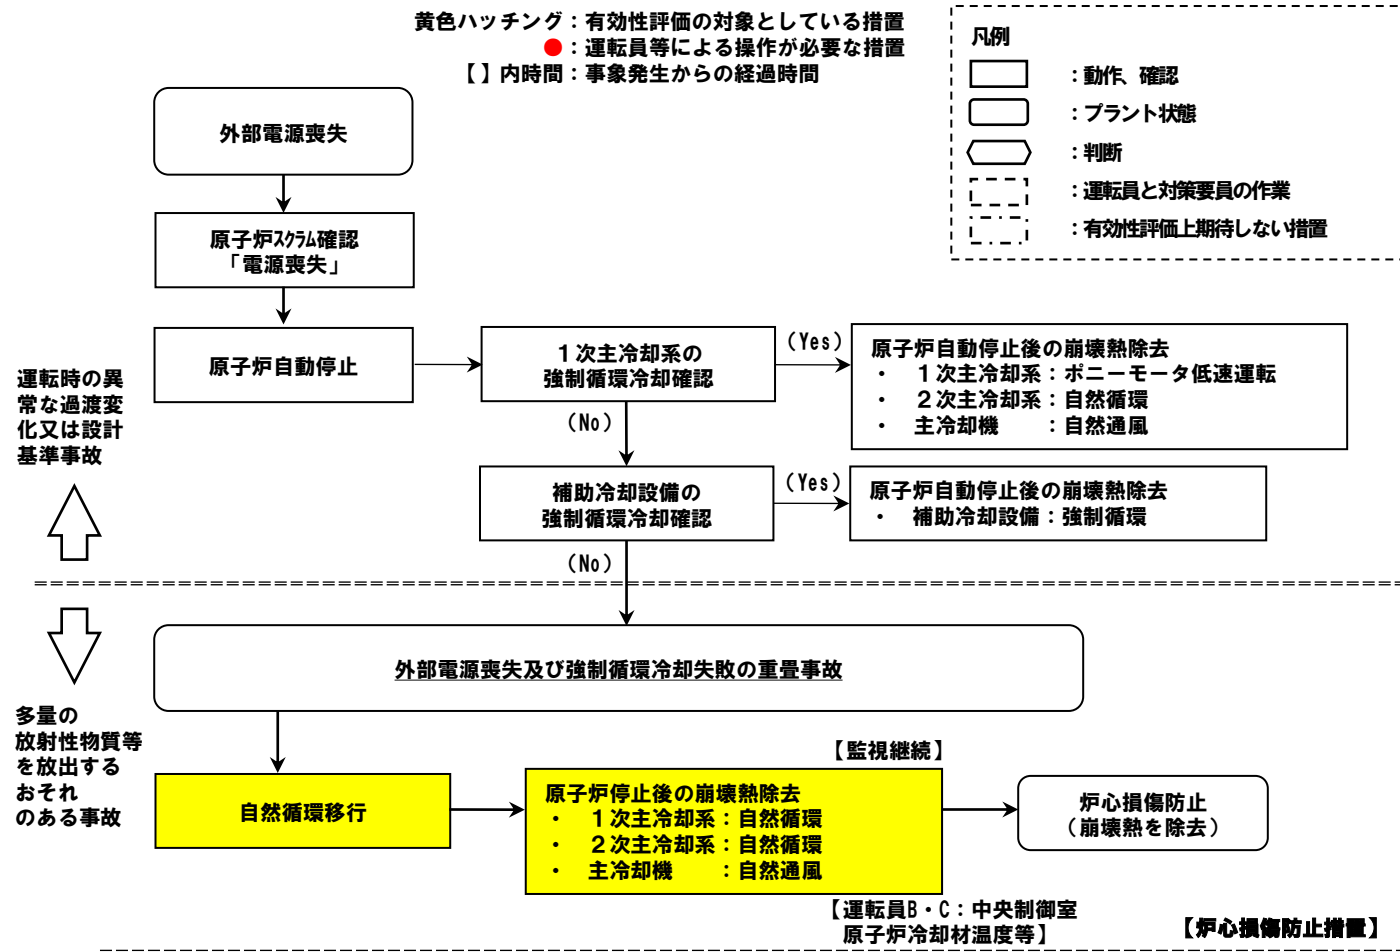 黄色ハッチング：有効性評価の対象としている措置
●：運転員等による操作が必要な措置
【 】内時間：事象発生からの経過時間
凡例
：動作、確認
：プラント状態
：判断
：運転員と対策要員の作業
：有効性評価上期待しない措置
外部電源喪失
原子炉ｽｸﾗﾑ確認
「電源喪失」
原子炉自動停止
１次主冷却系の
強制循環冷却確認
(Yes)
原子炉自動停止後の崩壊熱除去
・ １次主冷却系：ポニーモータ低速運転
・ ２次主冷却系：自然循環
・ 主冷却機　　：自然通風
(No)
補助冷却設備の
強制循環冷却確認
(Yes)
原子炉自動停止後の崩壊熱除去
・ 補助冷却設備：強制循環
(No)
運転時の異
常な過渡変
化又は設計
基準事故
多量の
放射性物質等
を放出する
おそれ
のある事故
外部電源喪失及び強制循環冷却失敗の重畳事故
自然循環移行
【監視継続】
原子炉停止後の崩壊熱除去
・ １次主冷却系：自然循環
・ ２次主冷却系：自然循環
・ 主冷却機　　：自然通風
炉心損傷防止
（崩壊熱を除去）
【運転員B・C：中央制御室
原子炉冷却材温度等】
【炉心損傷防止措置】